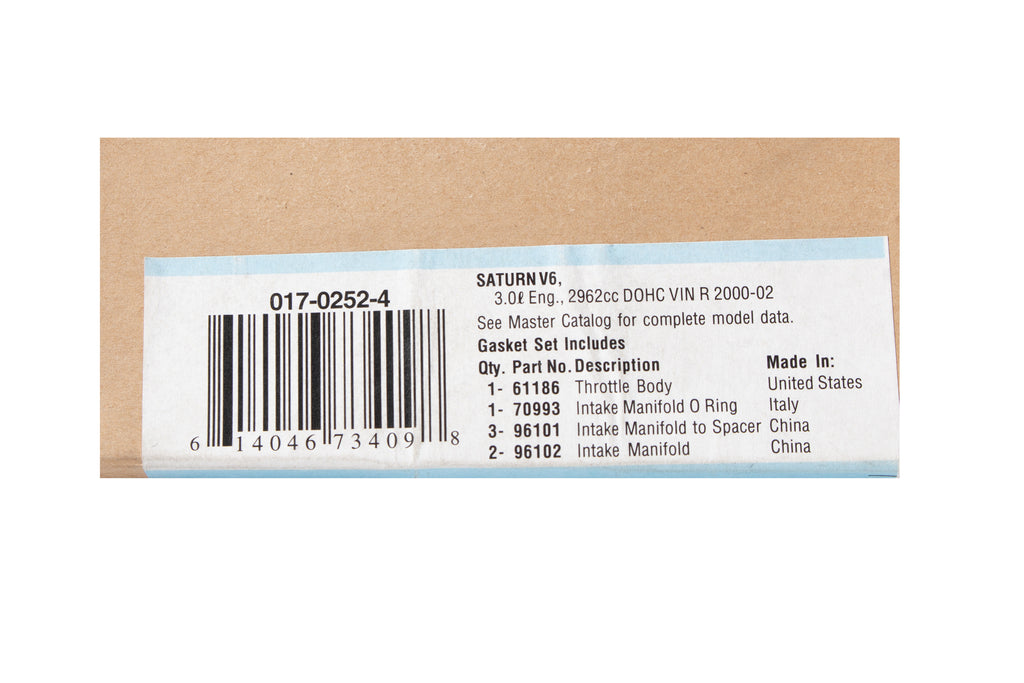 017-0252-4
6 14046 73409 8
SATURN V6,
3.0ℓ Eng., 2962cc DOHC VIN R 2000-02
See Master Catalog for complete model data.
Gasket Set Includes
Qty. Part No. Description Made In:
1- 61186 Throttle Body United States
1- 70993 Intake Manifold O Ring Italy
3- 96101 Intake Manifold to Spacer China
2- 96102 Intake Manifold China